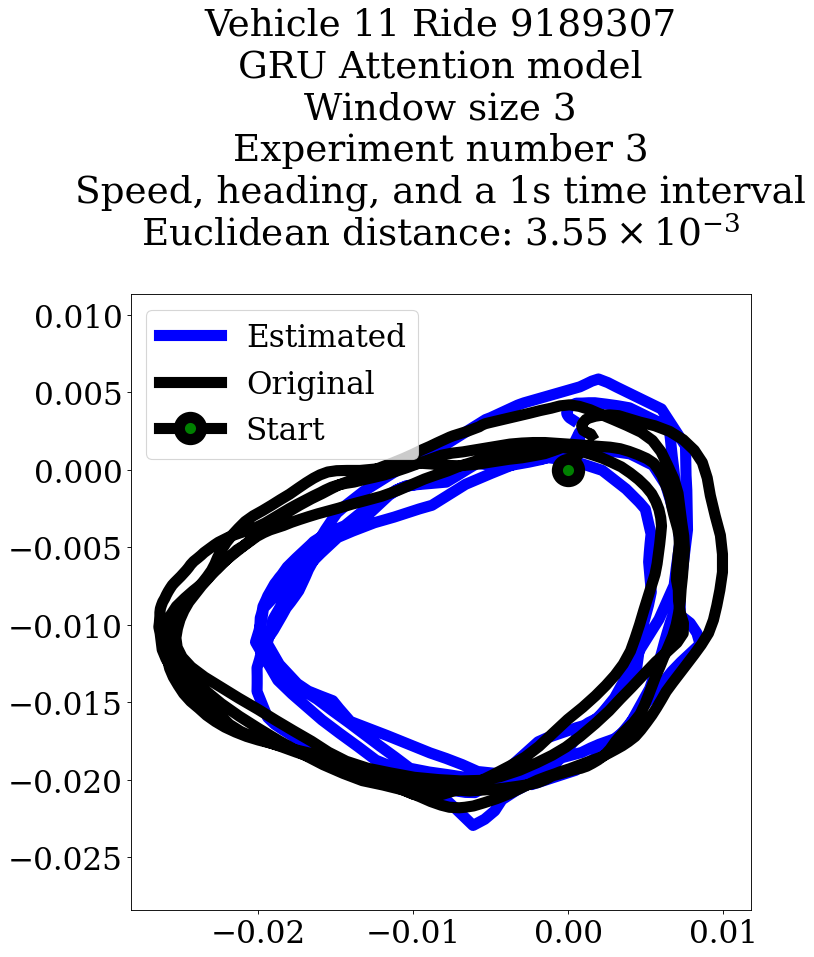 Vehicle 11 Ride 9189307
GRU Attention model
Window size 3
Experiment number 3
Speed, heading, and a 1s time interval
Euclidean distance: 3.55 × 10⁻³
0.010
0.005
0.000
−0.005
−0.010
−0.015
−0.020
−0.025
Estimated
Original
Start
−0.02
−0.01
0.00
0.01